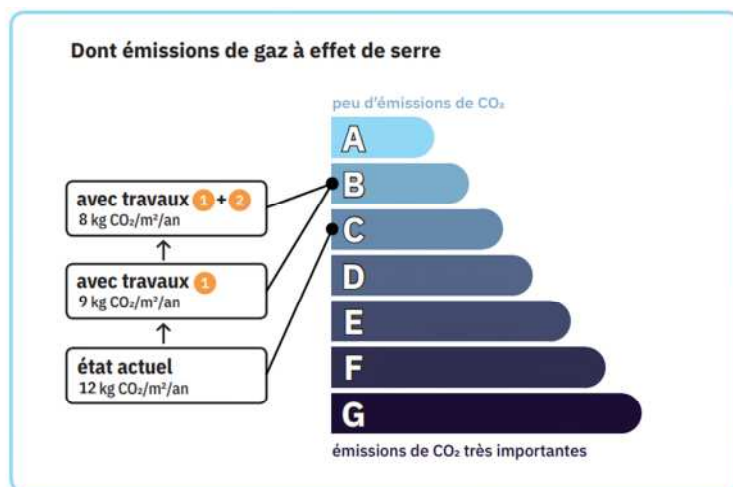 Dont émissions de gaz à effet de serre
peu d'émissions de CO₂
A
B
avec travaux 1 + 2
8 kg CO₂/m²/an
C
avec travaux 1
9 kg CO₂/m²/an
D
E
état actuel
12 kg CO₂/m²/an
F
G
émissions de CO₂ très importantes